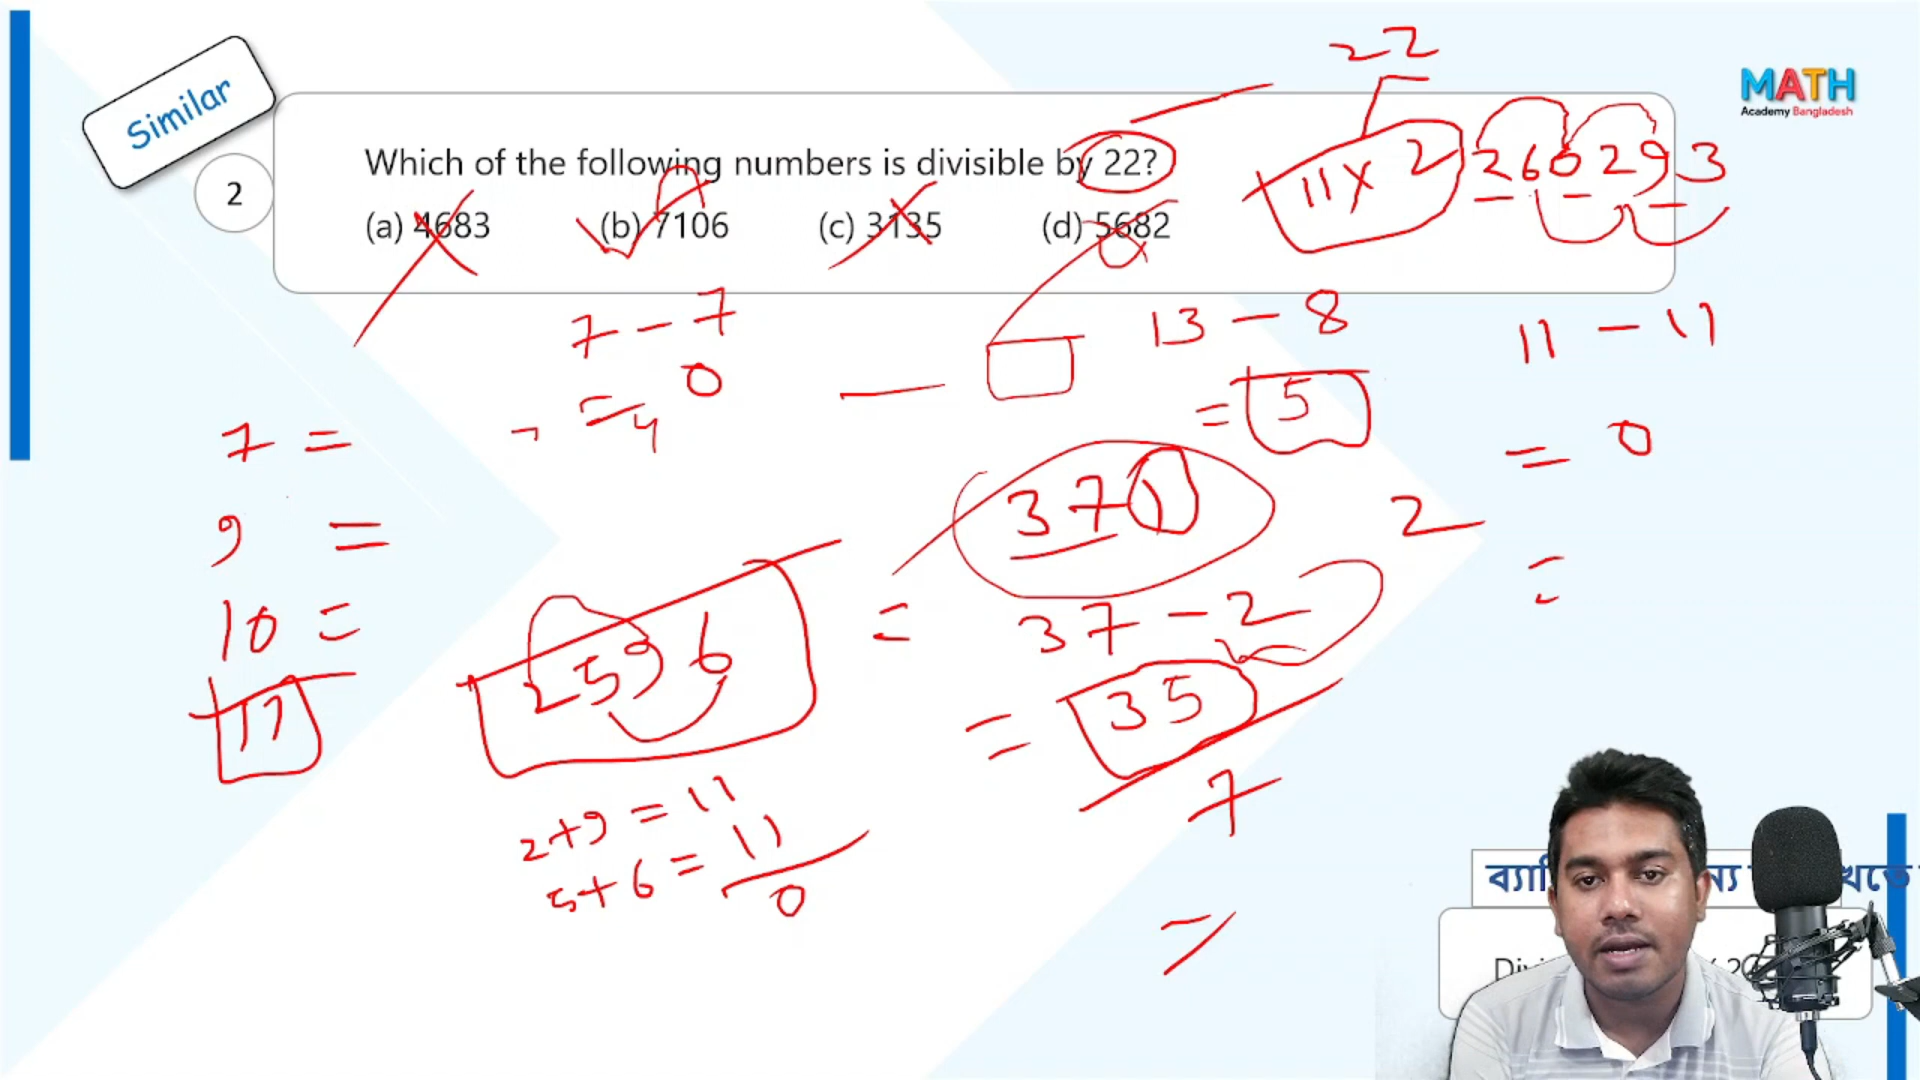 Similar
MATH
Academy Bangladesh
2
Which of the following numbers is divisible by 22?
(a) 4683 (b) 7106 (c) 3135 (d) 5682
22
11 x 2
260293
7 - 7
= 0
4
13 - 8
= 5
11 - 11
= 0
7 =
9 =
10 =
11
2596
2+9 = 11
5+6 = 11
0
= 371
2
=
37 - 2
= 35
7